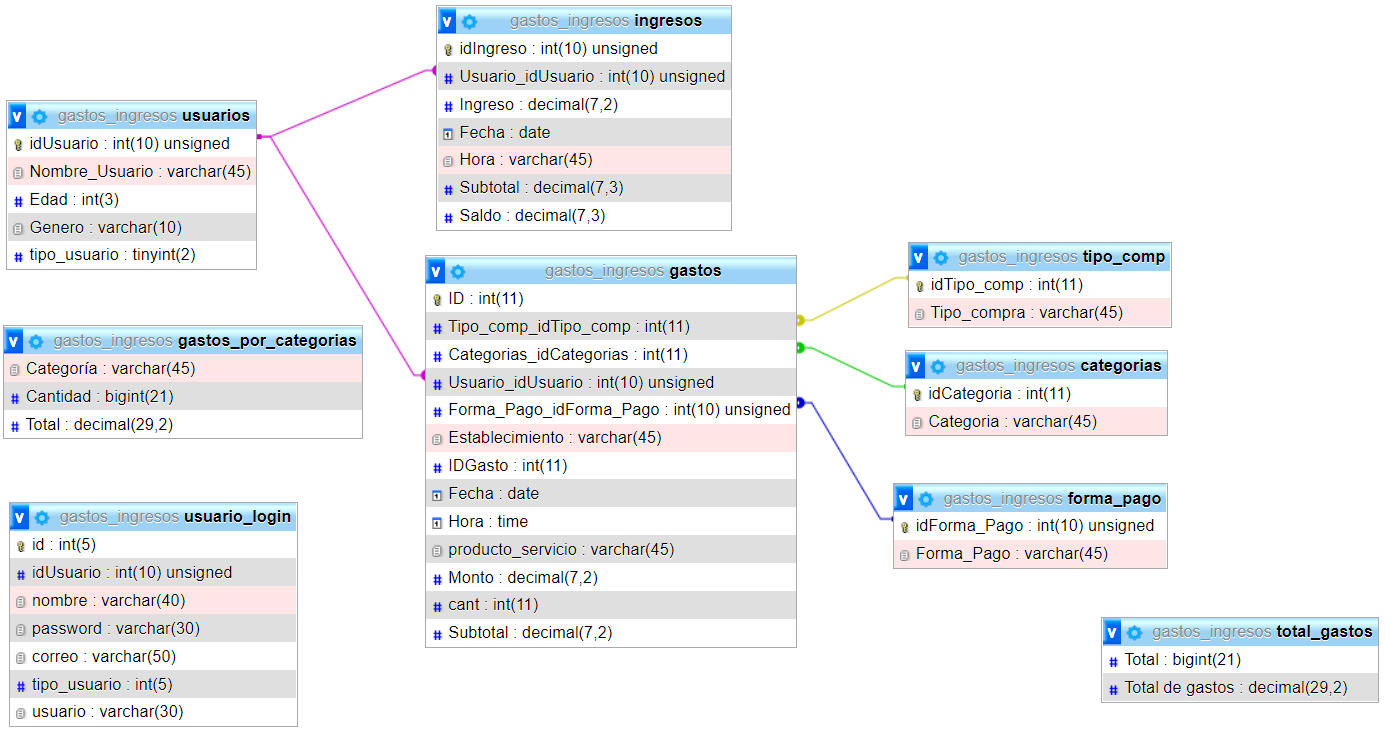 gastos_ingresos ingresos
idIngreso : int(10) unsigned
Usuario_idUsuario : int(10) unsigned
Ingreso : decimal(7,2)
Fecha : date
Hora : varchar(45)
Subtotal : decimal(7,3)
Saldo : decimal(7,3)
gastos_ingresos usuarios
idUsuario : int(10) unsigned
Nombre_Usuario : varchar(45)
Edad : int(3)
Genero : varchar(10)
tipo_usuario : tinyint(2)
gastos_ingresos gastos
ID : int(11)
Tipo_comp_idTipo_comp : int(11)
Categorias_idCategorias : int(11)
Usuario_idUsuario : int(10) unsigned
Forma_Pago_idForma_Pago : int(10) unsigned
Establecimiento : varchar(45)
IDGasto : int(11)
Fecha : date
Hora : time
producto_servicio : varchar(45)
Monto : decimal(7,2)
cant : int(11)
Subtotal : decimal(7,2)
gastos_ingresos tipo_comp
idTipo_comp : int(11)
Tipo_compra : varchar(45)
gastos_ingresos gastos_por_categorias
Categoría : varchar(45)
Cantidad : bigint(21)
Total : decimal(29,2)
gastos_ingresos categorias
idCategoria : int(11)
Categoria : varchar(45)
gastos_ingresos forma_pago
idForma_Pago : int(10) unsigned
Forma_Pago : varchar(45)
gastos_ingresos usuario_login
id : int(5)
idUsuario : int(10) unsigned
nombre : varchar(40)
password : varchar(30)
correo : varchar(50)
tipo_usuario : int(5)
usuario : varchar(30)
gastos_ingresos total_gastos
Total : bigint(21)
Total de gastos : decimal(29,2)